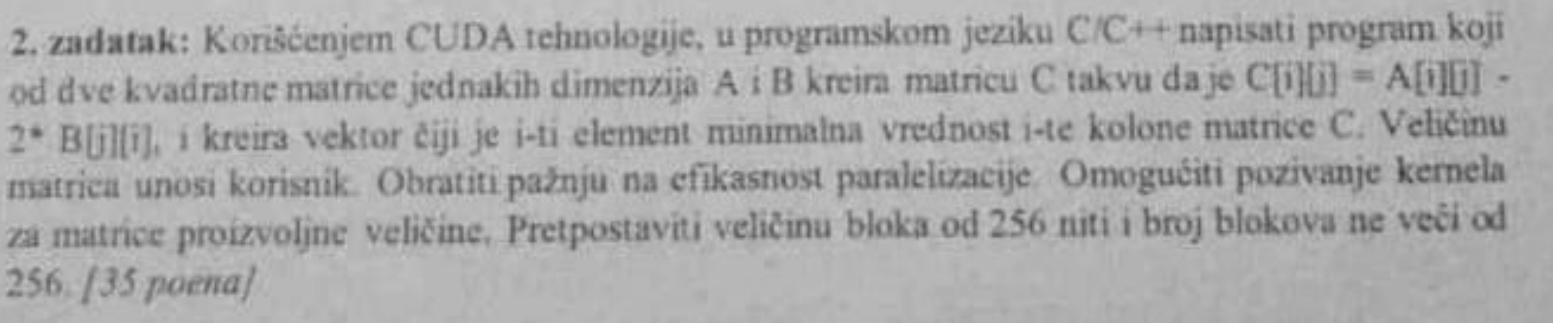 2. zadatak: Korišćenjem CUDA tehnologije, u programskom jeziku C/C++ napisati program koji
od dve kvadratne matrice jednakih dimenzija A i B kreira matricu C takvu da je C[i][j] = A[i][j] -
2* B[j][i], i kreira vektor čiji je i-ti element minimalna vrednost i-te kolone matrice C. Veličinu
matrica unosi korisnik. Obratiti pažnju na efikasnost paralelizacije. Omogućiti pozivanje kernela
za matrice proizvoljne veličine. Pretpostaviti veličinu bloka od 256 niti i broj blokova ne veći od
256. [35 poena]